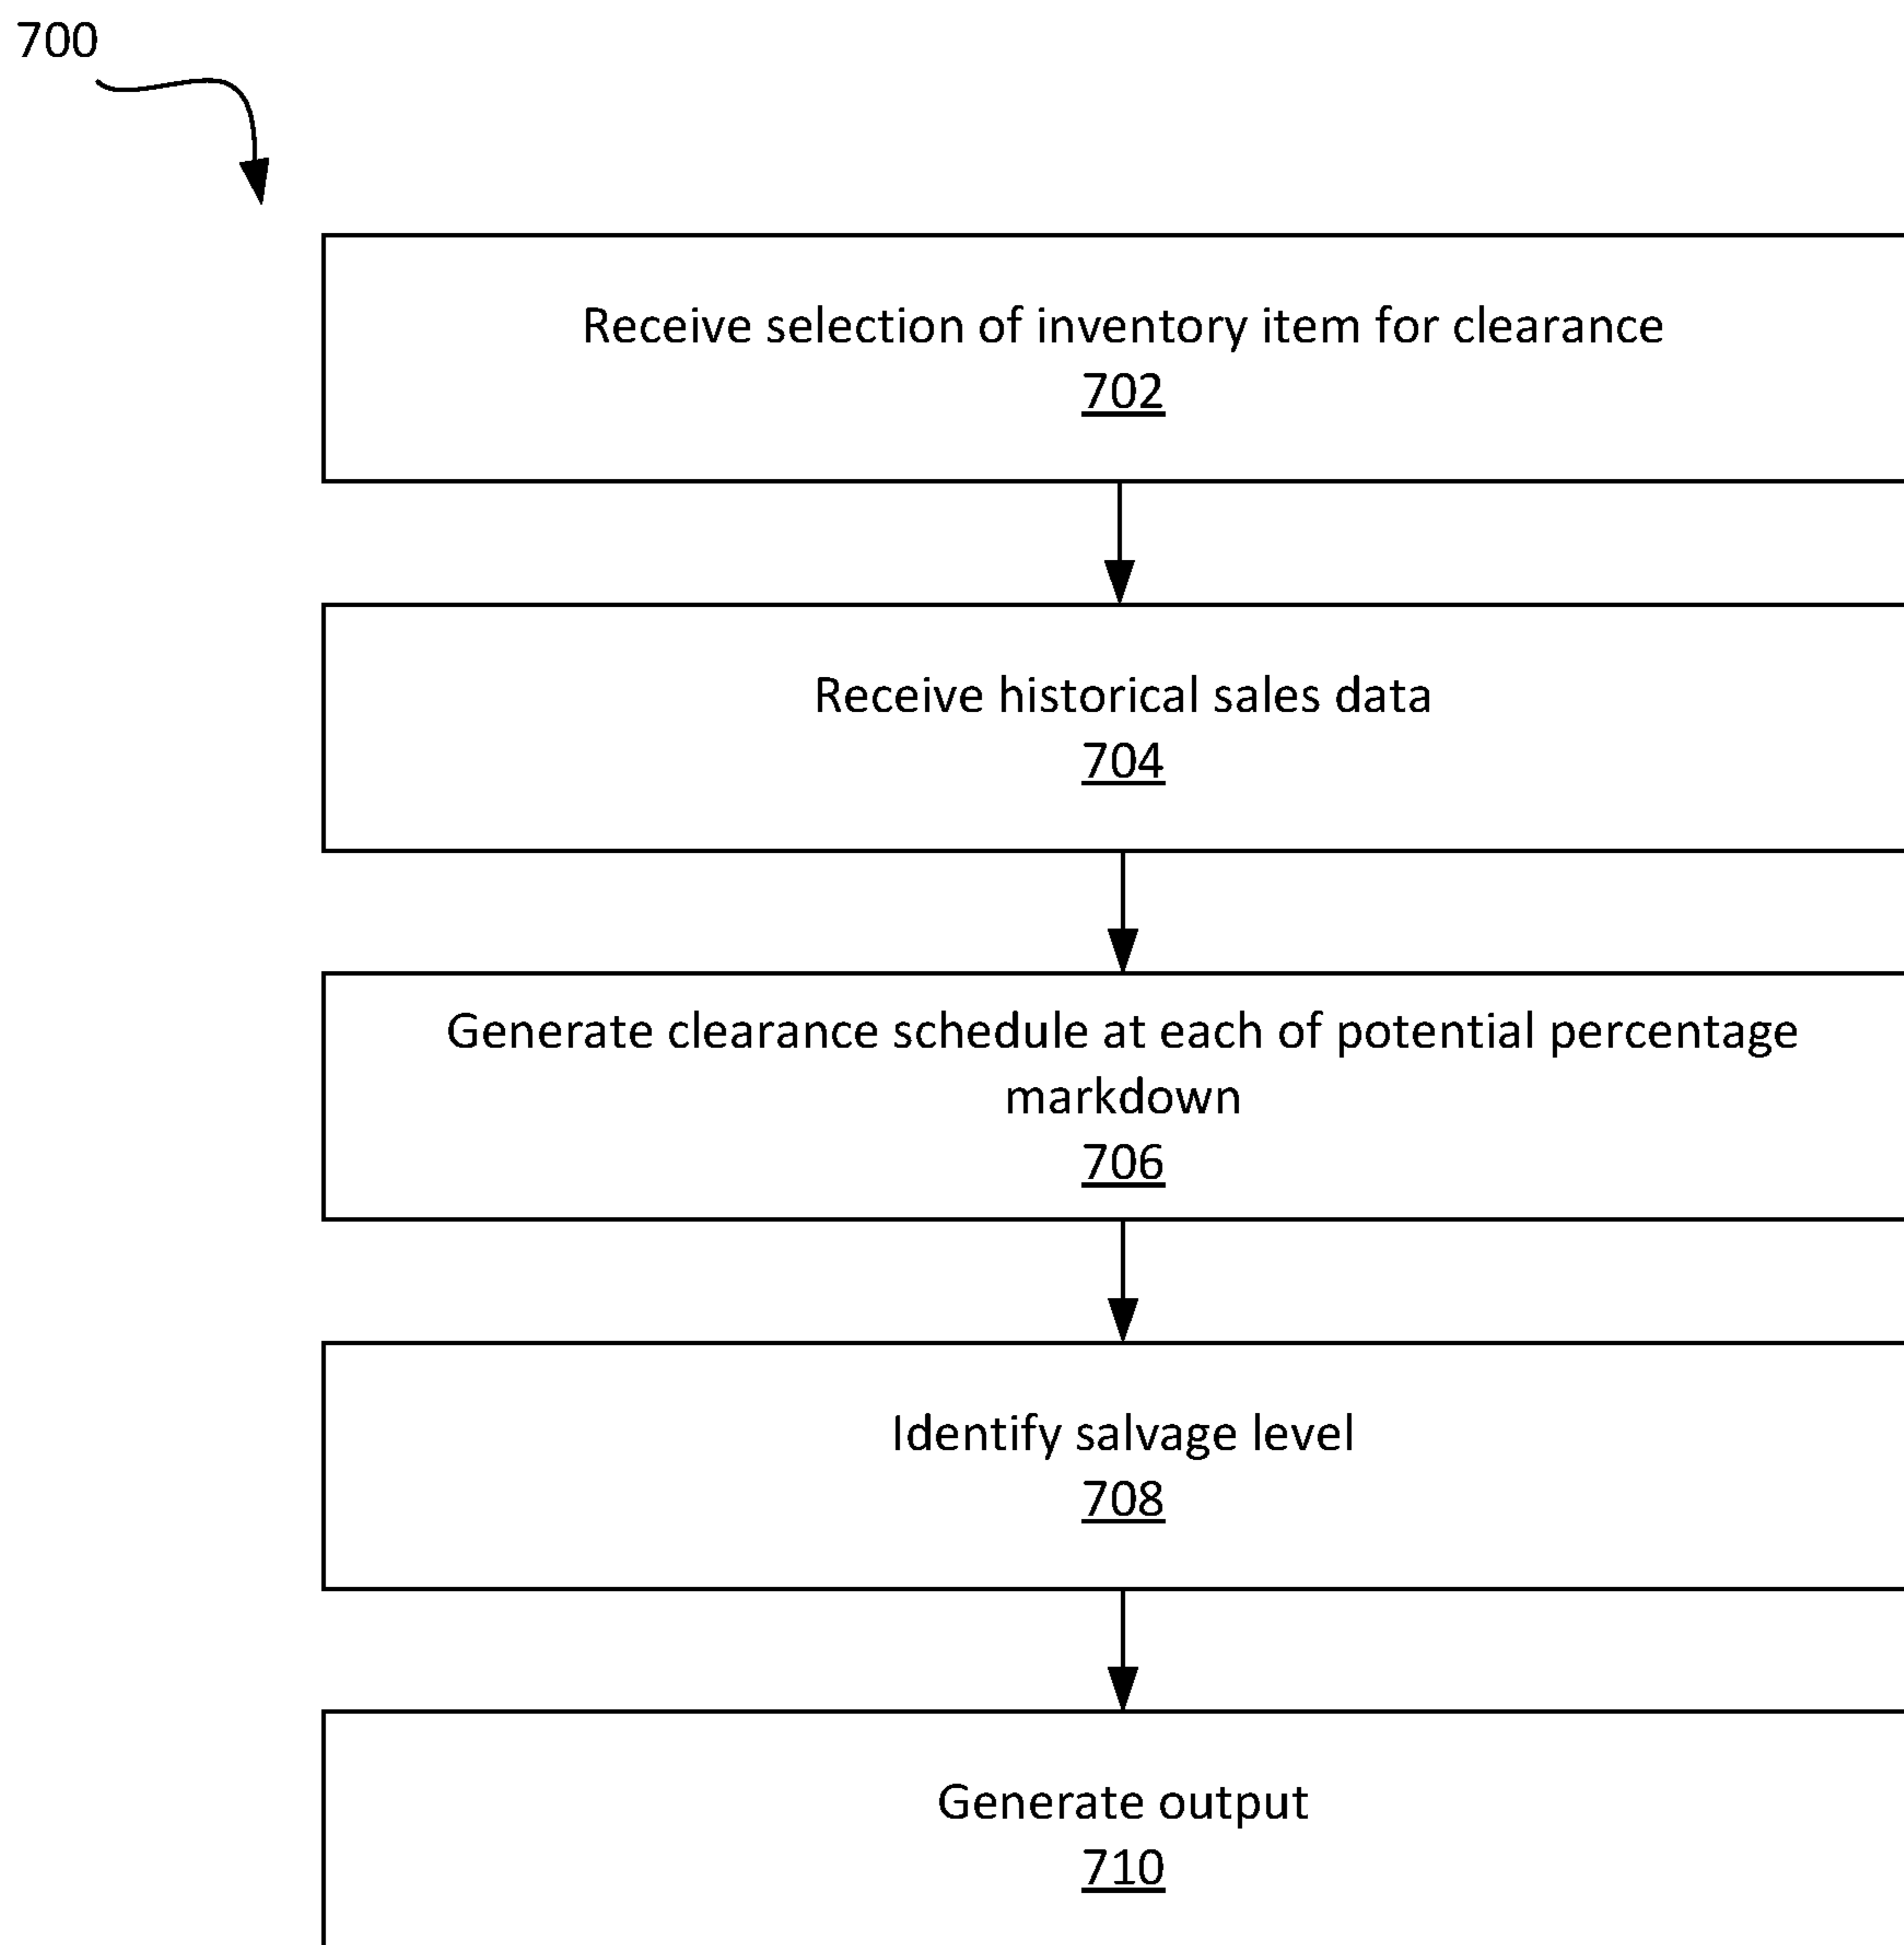 700
Receive selection of inventory item for clearance
702
Receive historical sales data
704
Generate clearance schedule at each of potential percentage
markdown
706
Identify salvage level
708
Generate output
710